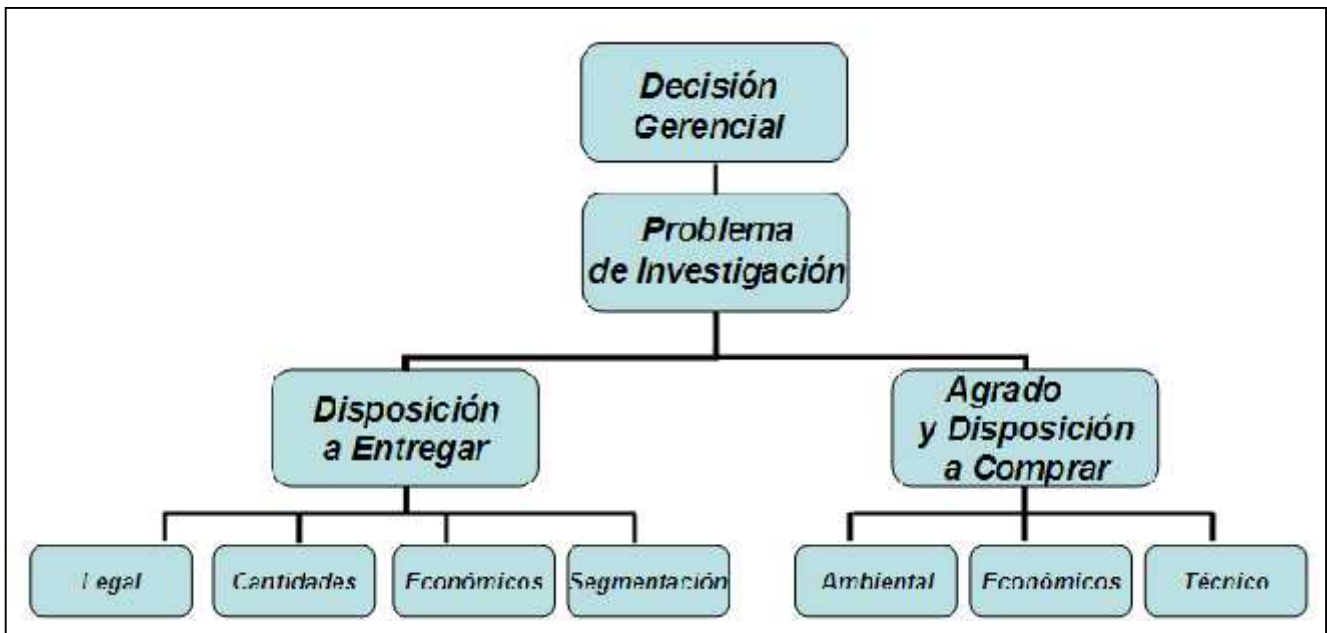 Decisión
Gerencial
Problema
de Investigación
Disposición
a Entregar
Agrado
y Disposición
a Comprar
Legal
Cantidades
Económicos
Segmentación
Ambiental
Económicos
Técnico